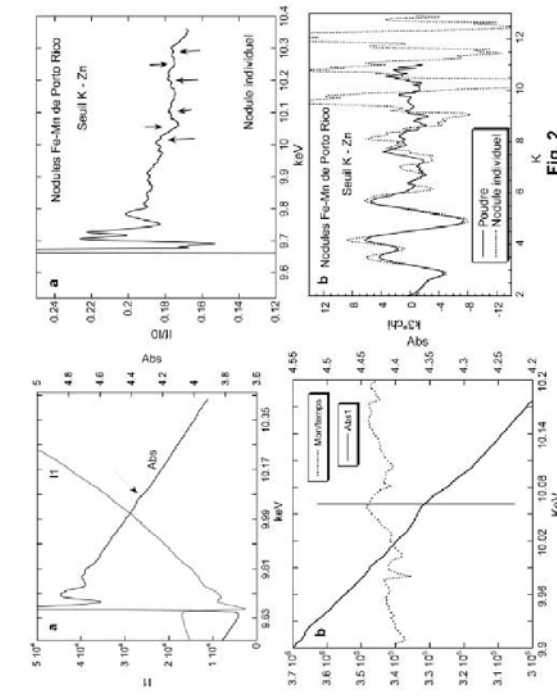 a
I1
Abs
5 10⁴
4 10⁴
3 10⁴
2 10⁴
1 10⁴
0
I1
5
4.8
4.6
4.4
4.2
4
3.8
3.6
Abs
9.63 9.81 9.99 10.17 10.35
keV
a
Nodules Fe-Mn de Porto Rico
Seuil K - Zn
Nodule individuel
0.24
0.22
0.2
0.18
0.16
0.14
0.12
If/I0
9.6 9.7 9.8 9.9 10 10.1 10.2 10.3 10.4
keV
b
Mon/temps
Abs1
3.7 10⁵
3.6 10⁵
3.5 10⁵
3.4 10⁵
3.3 10⁵
3.2 10⁵
3.1 10⁵
3 10⁵
4.55
4.5
4.45
4.4
4.35
4.3
4.25
4.2
Abs
9.9 9.96 10.02 10.08 10.14 10.2
KeV
b Nodules Fe-Mn de Porto Rico
Seuil K - Zn
Poudre
Nodule individuel
12
8
4
0
-4
-8
-12
k3*chi
2 4 6 8 10 12
K
Fig. 2